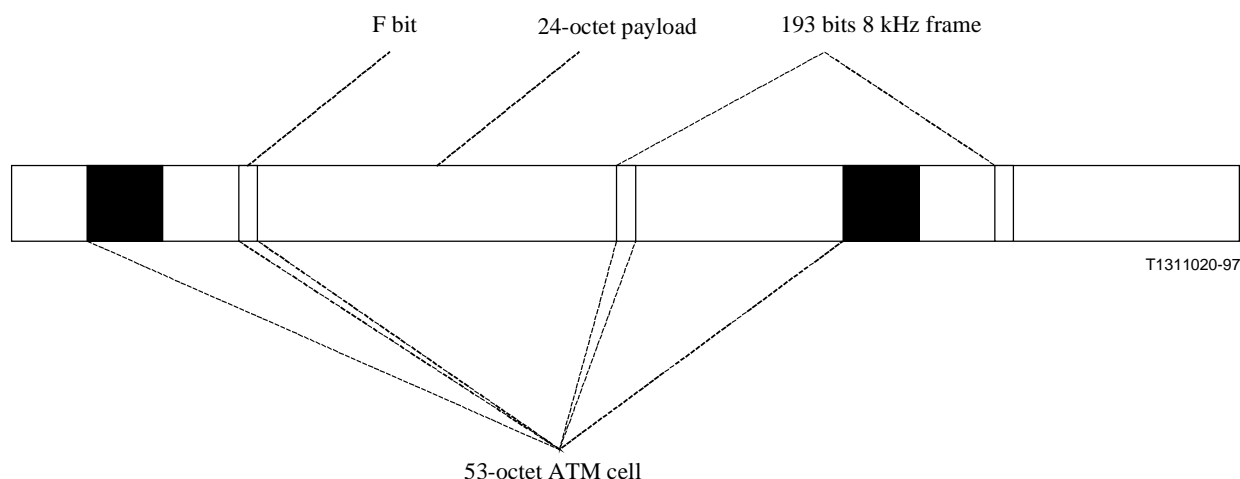 F bit
24-octet payload
193 bits 8 kHz frame
T1311020-97
53-octet ATM cell